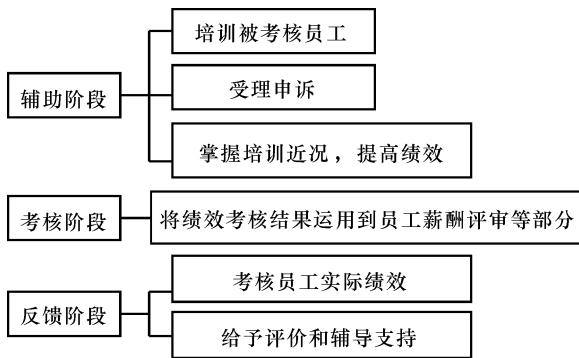 培训被考核员工
辅助阶段
受理申诉
掌握培训近况，提高绩效
考核阶段
将绩效考核结果运用到员工薪酬评审等部分
反馈阶段
考核员工实际绩效
给予评价和辅导支持